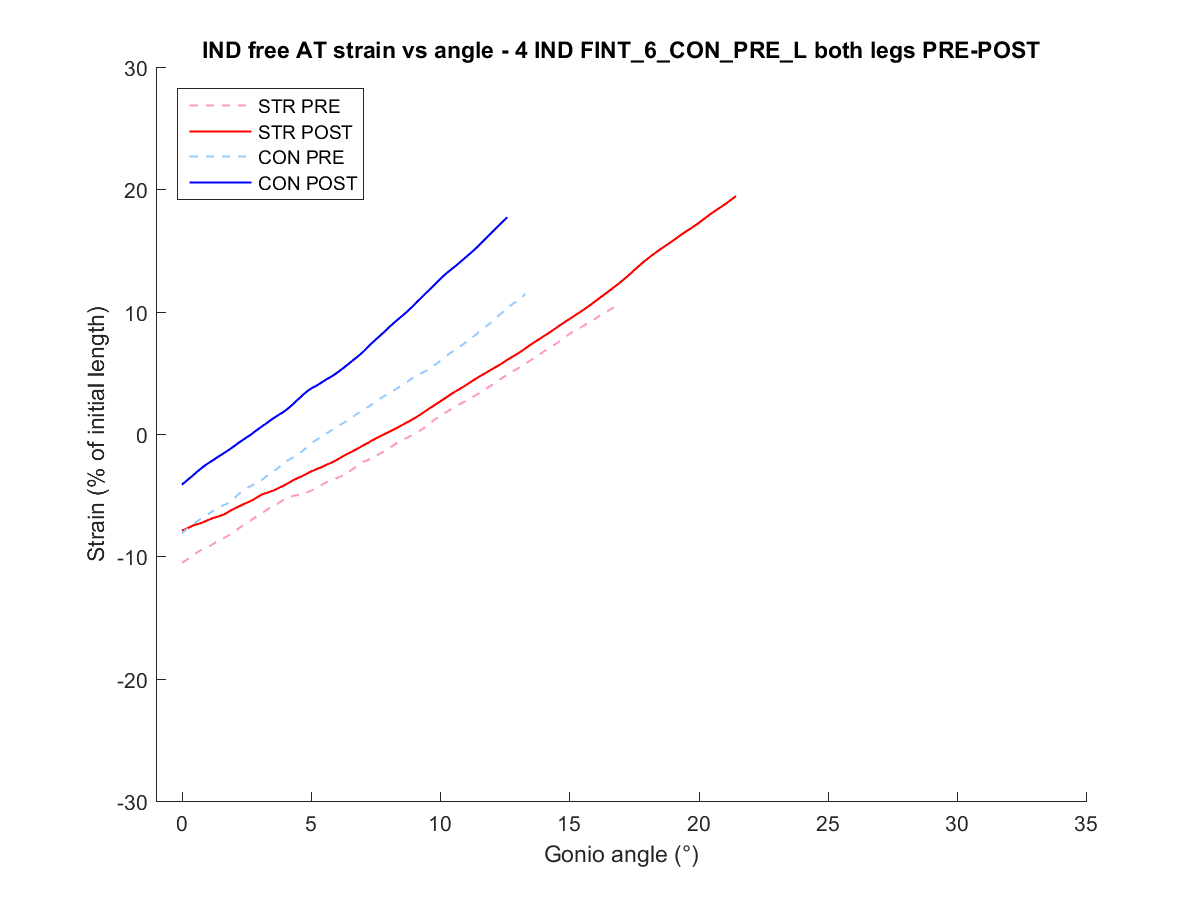 IND free AT strain vs angle - 4 IND FINT_6_CON_PRE_L both legs PRE-POST
STR PRE
STR POST
CON PRE
CON POST
30
20
10
0
-10
-20
-30
Strain (% of initial length)
0 5 10 15 20 25 30 35
Gonio angle (°)